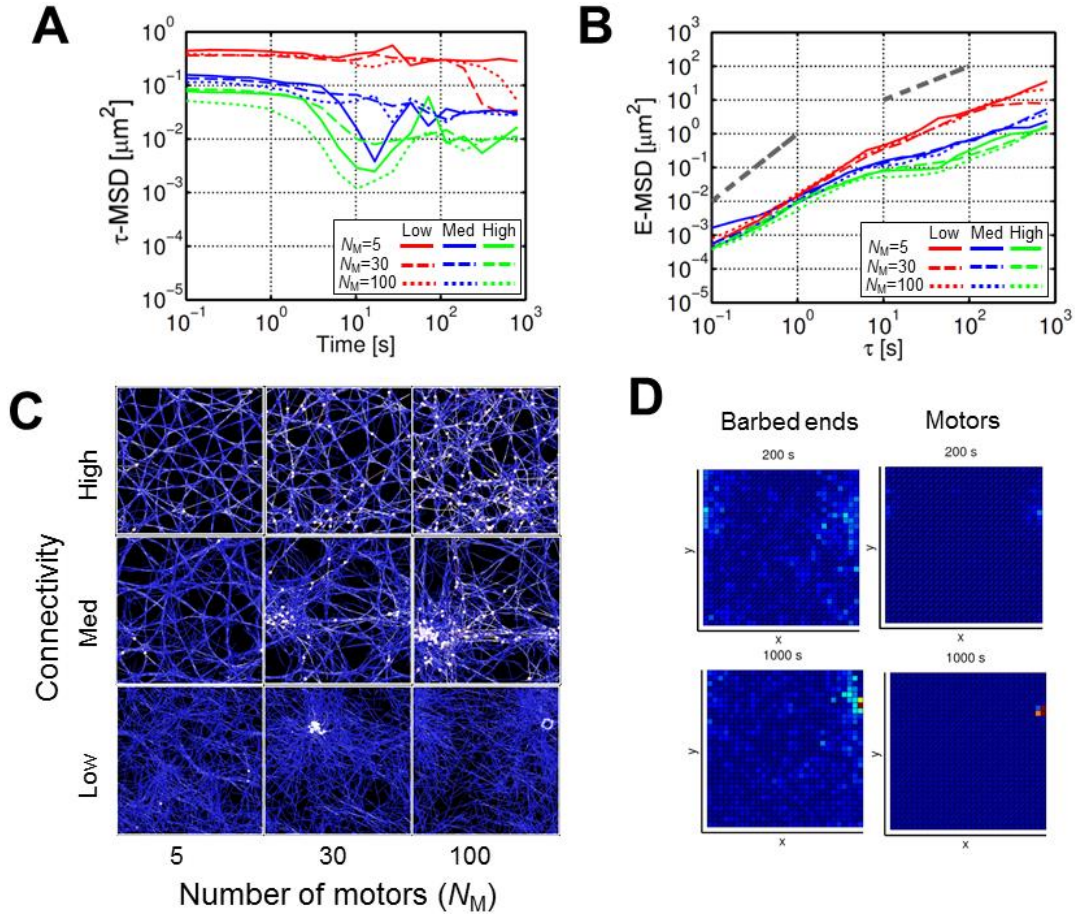 A
τ-MSD [μm²]
10⁰
10⁻¹
10⁻²
10⁻³
10⁻⁴
10⁻⁵
Low Med High
N_M=5
N_M=30
N_M=100
10⁻¹ 10⁰ 10¹ 10² 10³
Time [s]
B
E-MSD [μm²]
10³
10²
10¹
10⁰
10⁻¹
10⁻²
10⁻³
10⁻⁴
10⁻⁵
Low Med High
N_M=5
N_M=30
N_M=100
10⁻¹ 10⁰ 10¹ 10² 10³
τ [s]
C
Connectivity
High
Med
Low
5 30 100
Number of motors (N_M)
D
Barbed ends Motors
200 s 200 s
y y
x x
1000 s 1000 s
y y
x x